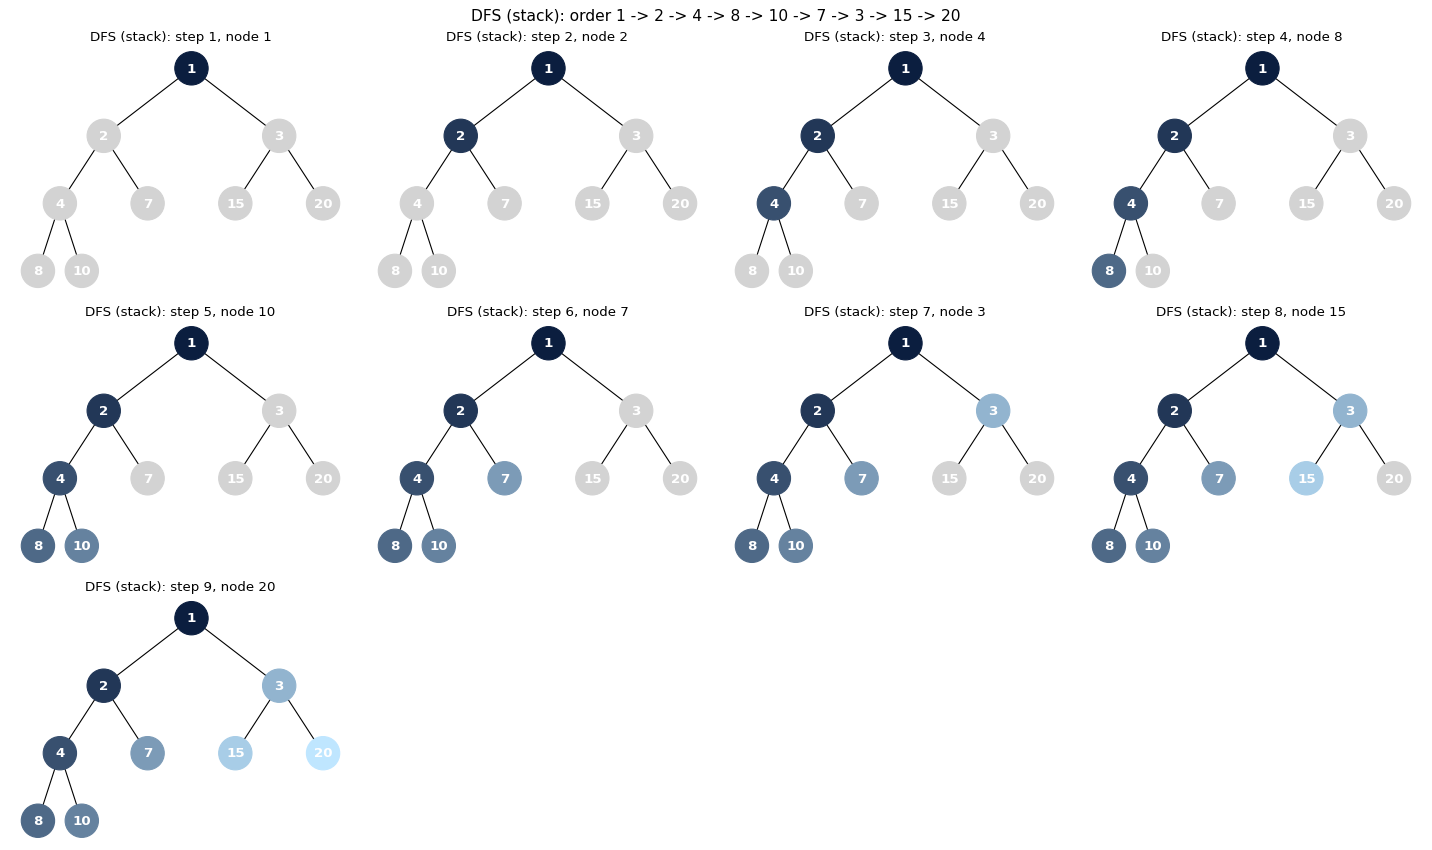 DFS (stack): order 1 -> 2 -> 4 -> 8 -> 10 -> 7 -> 3 -> 15 -> 20
DFS (stack): step 1, node 1
1
2 3
4 7 15 20
8 10
DFS (stack): step 2, node 2
1
2 3
4 7 15 20
8 10
DFS (stack): step 3, node 4
1
2 3
4 7 15 20
8 10
DFS (stack): step 4, node 8
1
2 3
4 7 15 20
8 10
DFS (stack): step 5, node 10
1
2 3
4 7 15 20
8 10
DFS (stack): step 6, node 7
1
2 3
4 7 15 20
8 10
DFS (stack): step 7, node 3
1
2 3
4 7 15 20
8 10
DFS (stack): step 8, node 15
1
2 3
4 7 15 20
8 10
DFS (stack): step 9, node 20
1
2 3
4 7 15 20
8 10